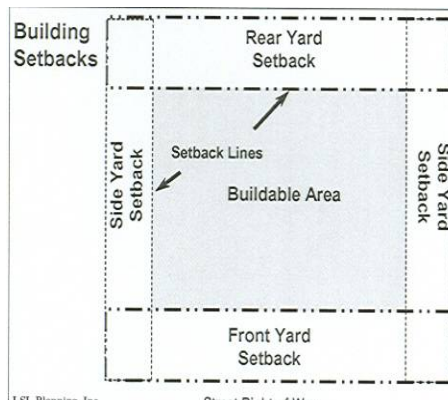 Building
Setbacks
Rear Yard
Setback
Setback Lines
Side Yard
Setback
Buildable Area
Side Yard
Setback
Front Yard
Setback
LSL Planning, Inc.
Street Right of W